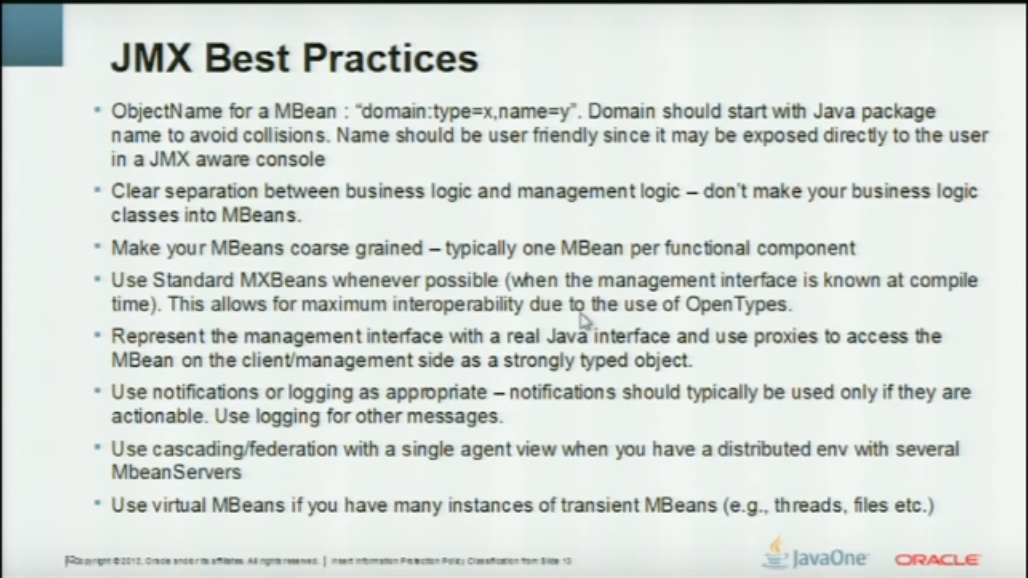 JMX Best Practices
ObjectName for a MBean : “domain:type=x,name=y”. Domain should start with Java package
name to avoid collisions. Name should be user friendly since it may be exposed directly to the user
in a JMX aware console
Clear separation between business logic and management logic – don’t make your business logic
classes into MBeans.
Make your MBeans coarse grained – typically one MBean per functional component
Use Standard MXBeans whenever possible (when the management interface is known at compile
time). This allows for maximum interoperability due to the use of OpenTypes.
Represent the management interface with a real Java interface and use proxies to access the
MBean on the client/management side as a strongly typed object.
Use notifications or logging as appropriate – notifications should typically be used only if they are
actionable. Use logging for other messages.
Use cascading/federation with a single agent view when you have a distributed env with several
MbeanServers
Use virtual MBeans if you have many instances of transient MBeans (e.g., threads, files etc.)
Copyright © 2012, Oracle and/or its affiliates. All rights reserved. | Insert Information Protection Policy Classification from Slide 13
JavaOne
ORACLE